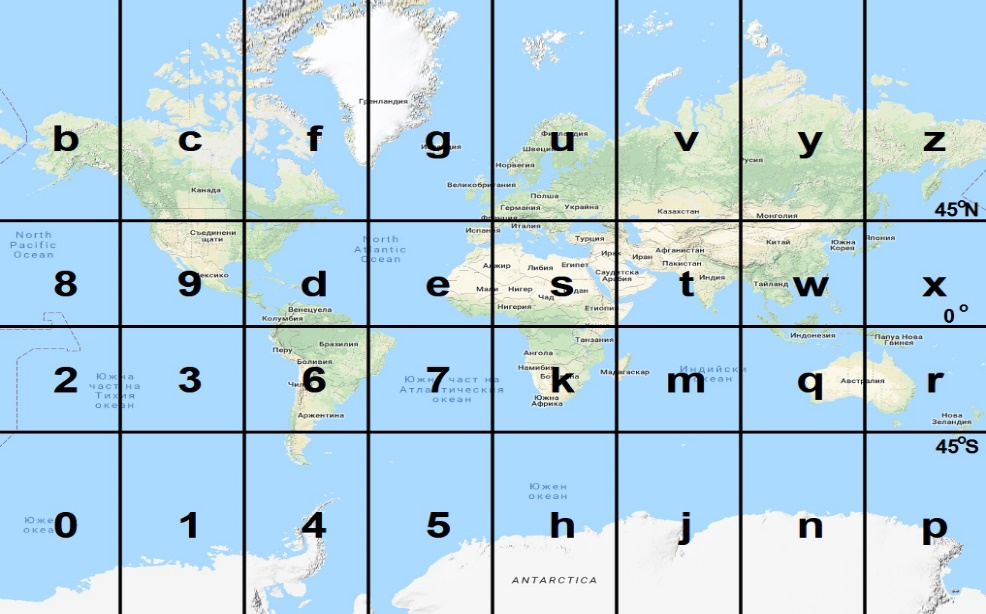 Гренландия
b c f g u v y z
Финландия
Швеция
Русия
Норвегия
Великобритания
Канада
Полша
Германия
Украйна
Казахстан
Монголия
45°N
Франция
North
Pacific
Ocean
Съединени
щати
North
Atlantic
Ocean
Испания
Италия
Турция
Китай
Южна
Корея
Япония
Алжир
Либия
Египет
Ирак
Иран
Афганистан
Пакистан
Саудитска
Арабия
Индия
8 9 d e s t w x
Мали
Нигер
Чад
Судан
Тайланд
Нигерия
Етиопия
Венецуела
Колумбия
0°
Индонезия
Папуа Нова
Гвинея
Перу
Бразилия
Боливия
Ангола
Танзания
2 3 6 7 k m q r
Южна
част на
Тихия
океан
Южна част на
Атлантическия
океан
Мадагаскар
Индийски
океан
Австралия
Южна
Африка
Аржентина
Нова
Зеландия
45°S
Южен
океан
0 1 4 5 h j n p
ANTARCTICA